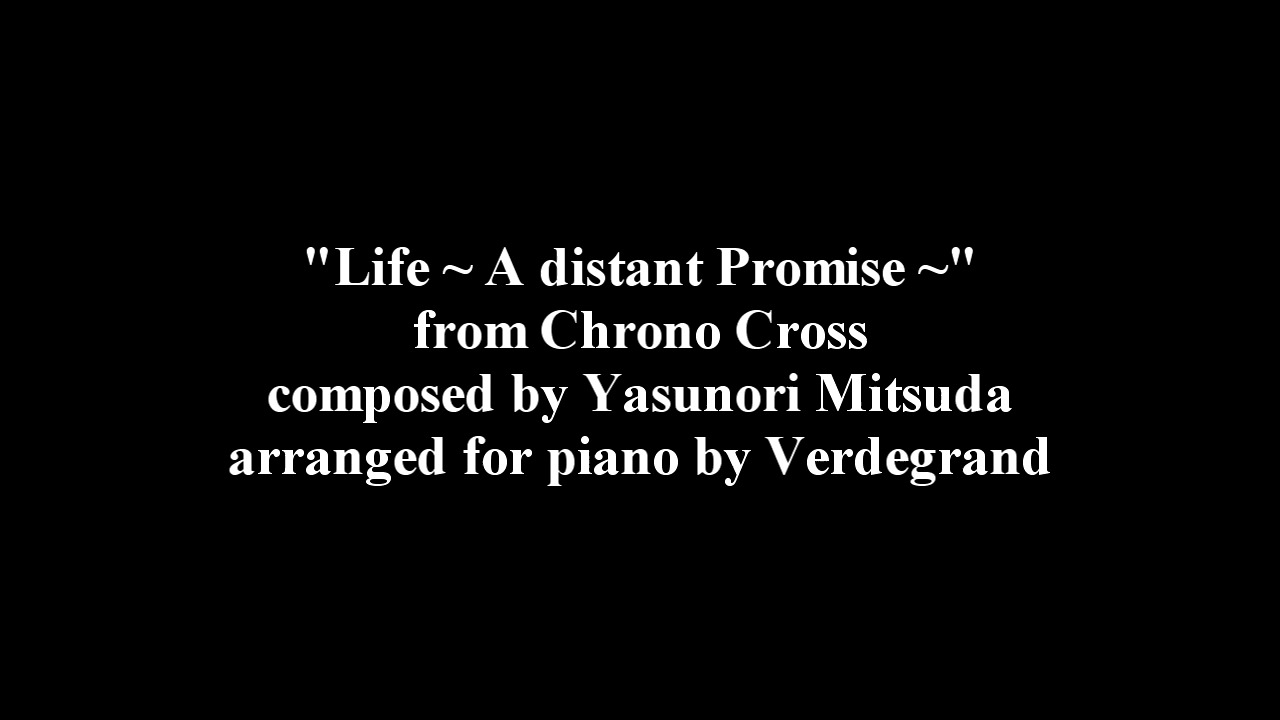 "Life ~ A distant Promise ~"
from Chrono Cross
composed by Yasunori Mitsuda
arranged for piano by Verdegrand